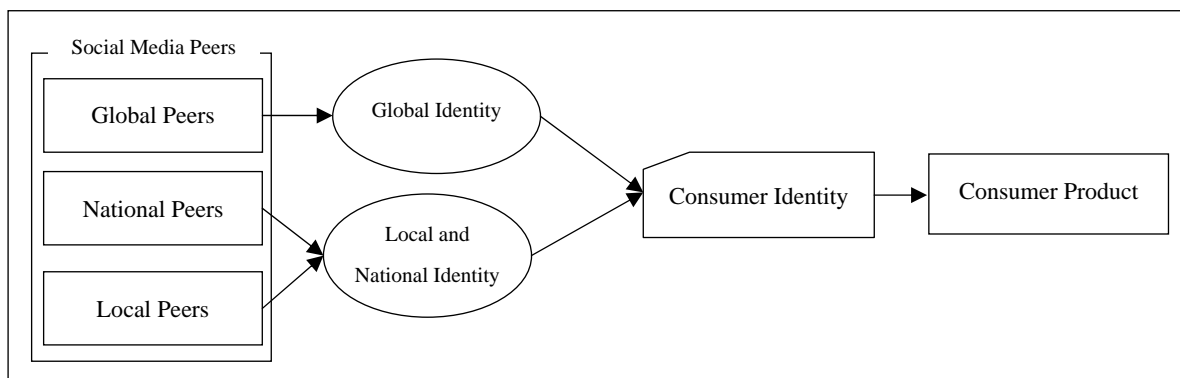 Social Media Peers
Global Peers
Global Identity
National Peers
Local and
National Identity
Local Peers
Consumer Identity
Consumer Product